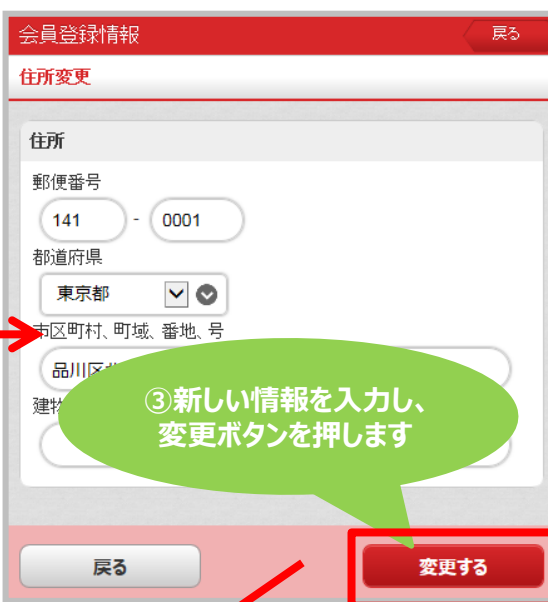 会員登録情報
戻る
住所変更
住所
郵便番号
141 - 0001
都道府県
東京都
市区町村、町域、番地、号
品川区
建物
③新しい情報を入力し、
変更ボタンを押します
戻る
変更する